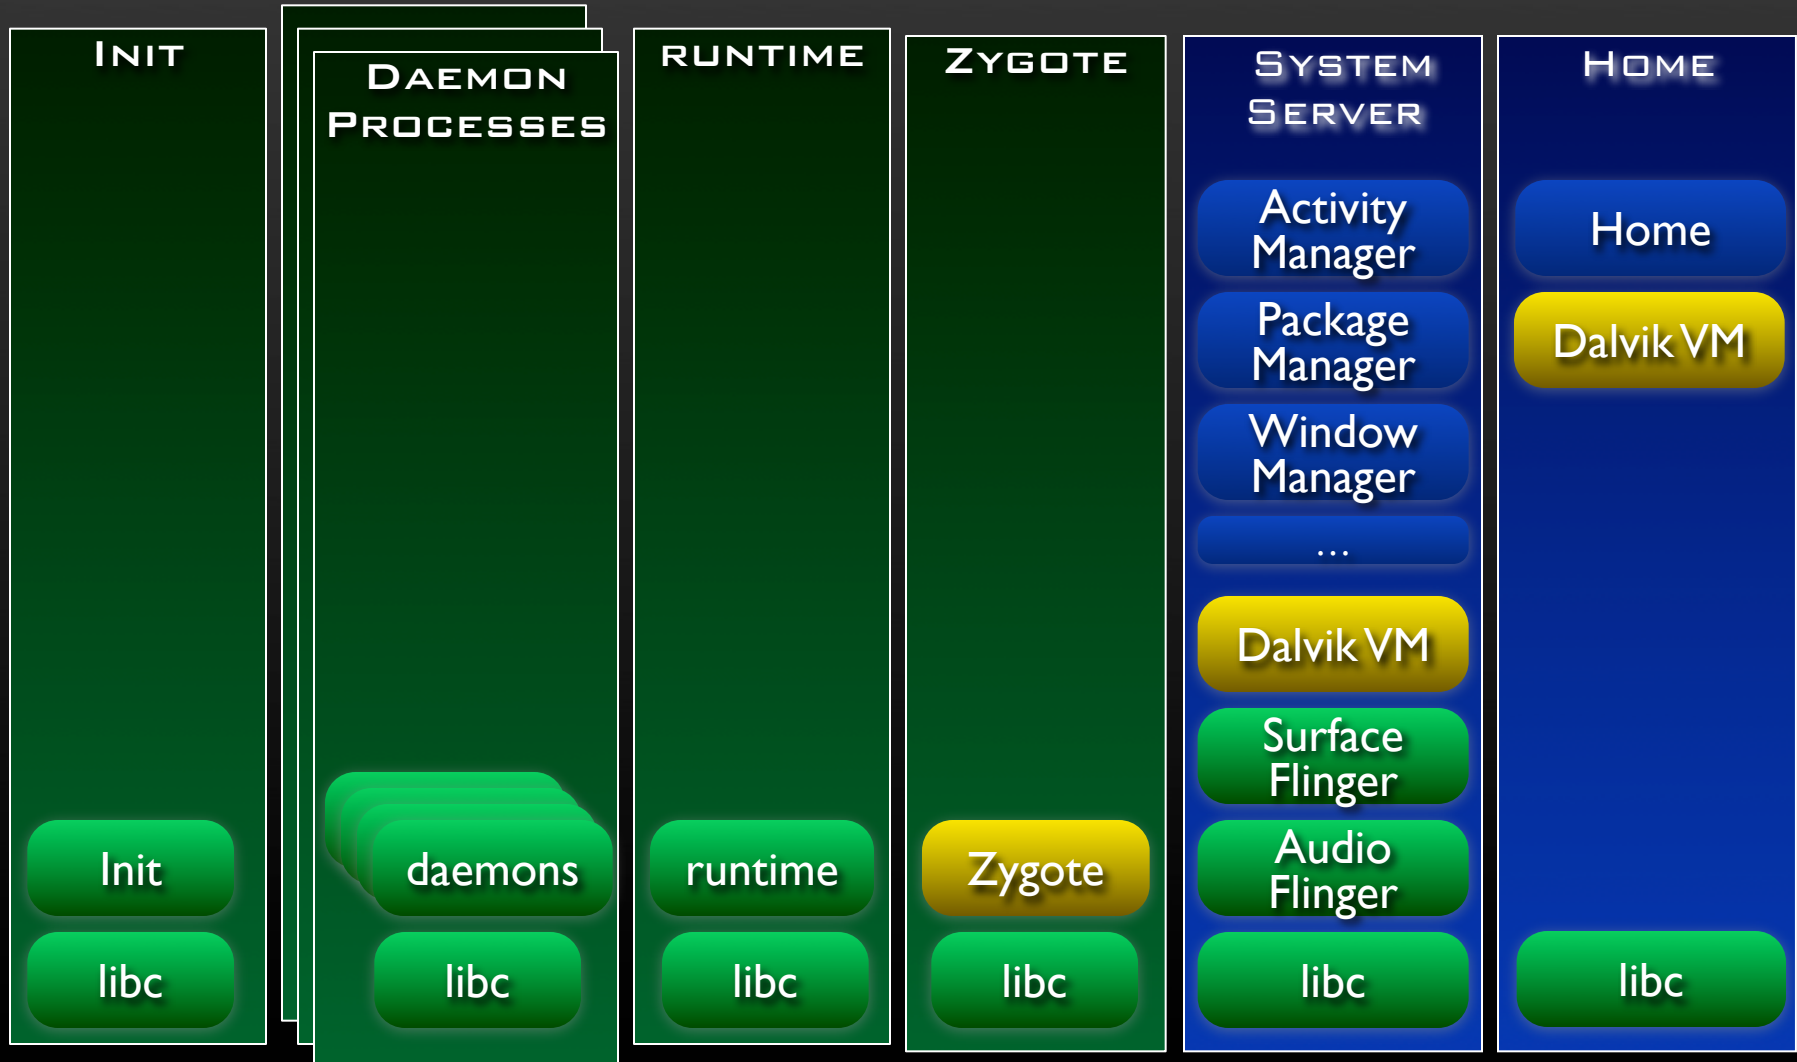 Init
Daemon
Processes
runtime
Zygote
System
Server
Home
Activity
Manager
Package
Manager
Window
Manager
...
Dalvik VM
Surface
Flinger
Audio
Flinger
libc
Home
Dalvik VM
libc
Init
libc
daemons
libc
runtime
libc
Zygote
libc